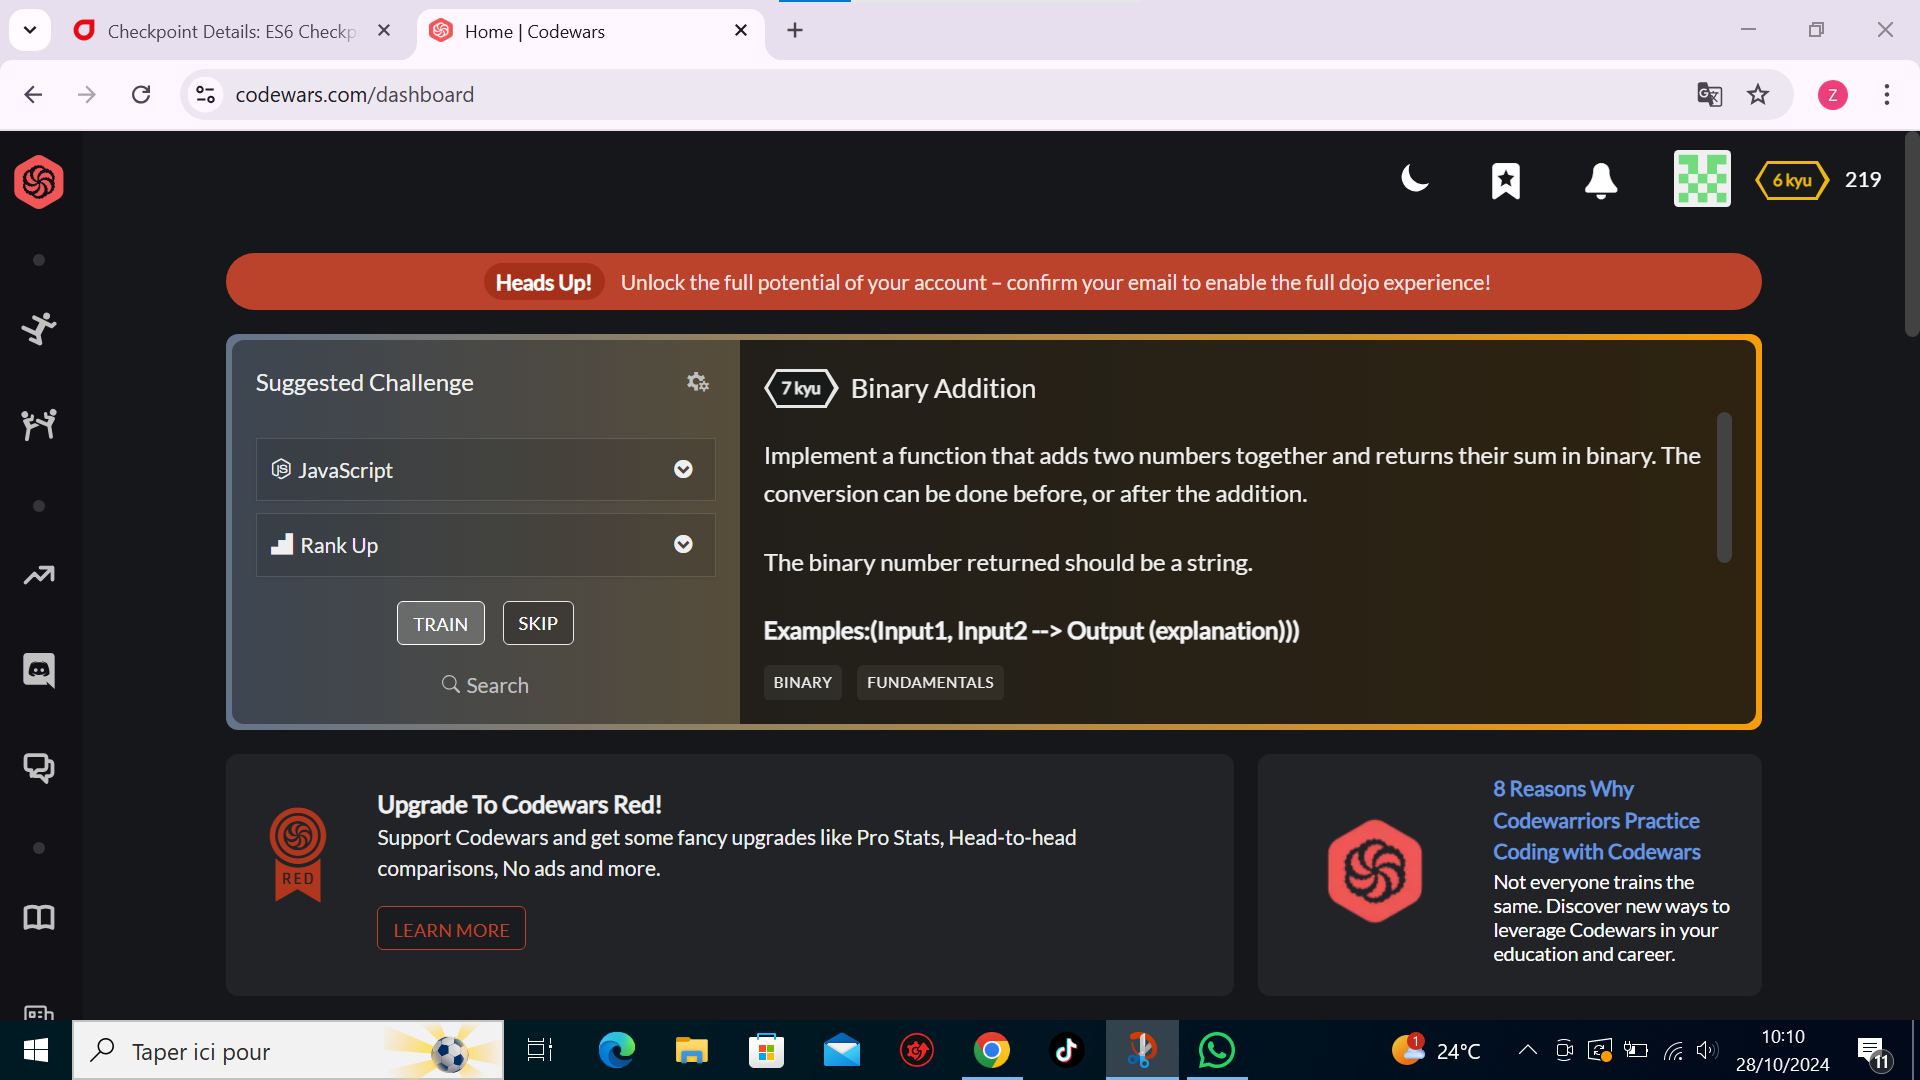 Checkpoint Details: ES6 Checkp
Home | Codewars
codewars.com/dashboard
Z
6 kyu
219
Heads Up! Unlock the full potential of your account – confirm your email to enable the full dojo experience!
Suggested Challenge
JavaScript
Rank Up
TRAIN
SKIP
Search
7 kyu
Binary Addition
Implement a function that adds two numbers together and returns their sum in binary. The
conversion can be done before, or after the addition.
The binary number returned should be a string.
Examples:(Input1, Input2 --> Output (explanation)))
BINARY
FUNDAMENTALS
RED
Upgrade To Codewars Red!
Support Codewars and get some fancy upgrades like Pro Stats, Head-to-head
comparisons, No ads and more.
LEARN MORE
8 Reasons Why
Codewarriors Practice
Coding with Codewars
Not everyone trains the
same. Discover new ways to
leverage Codewars in your
education and career.
Taper ici pour
1
24°C
10:10
28/10/2024
11